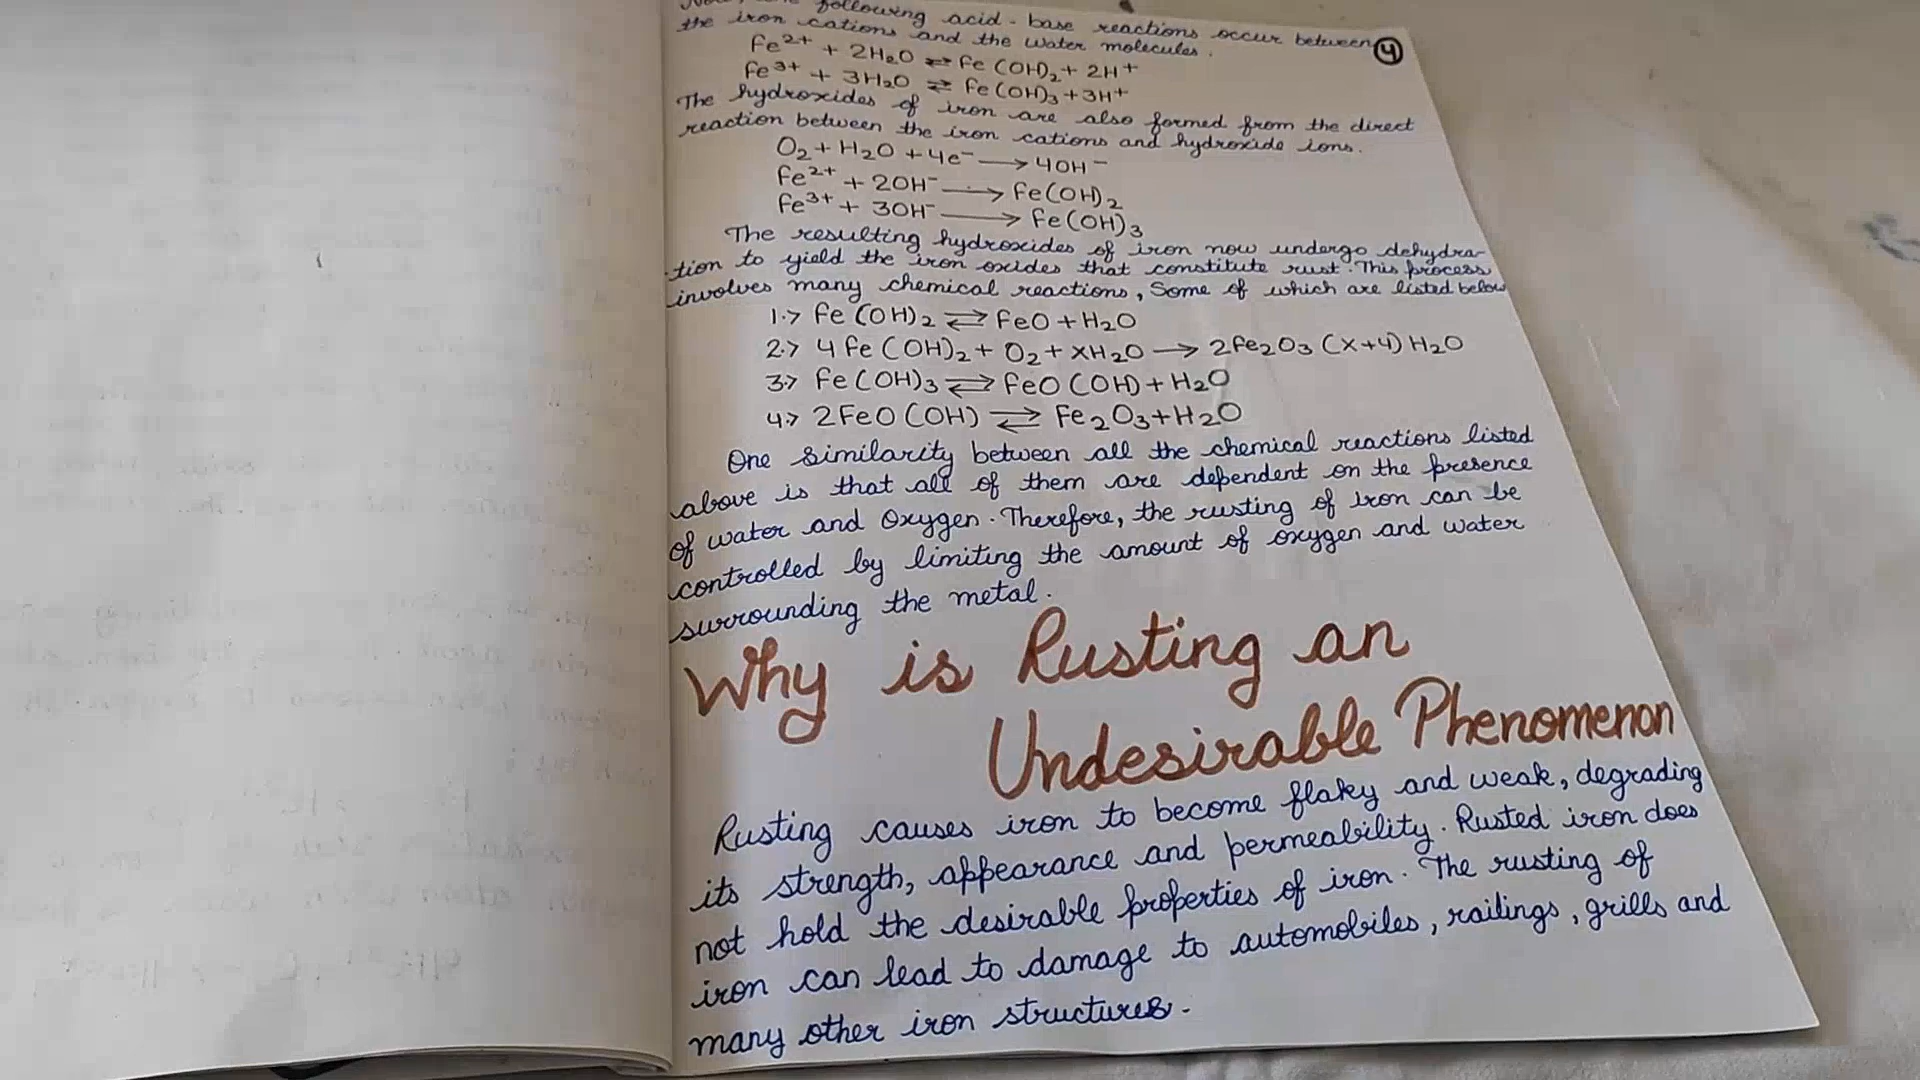 Now, the following acid-base reactions occur between
the iron cations and the water molecules.
4
Fe²⁺ + 2H₂O ⇌ Fe(OH)₂ + 2H⁺
Fe³⁺ + 3H₂O ⇌ Fe(OH)₃ + 3H⁺
The hydroxides of iron are also formed from the direct
reaction between the iron cations and hydroxide ions.
O₂ + H₂O + 4e⁻ ⟶ 4OH⁻
Fe²⁺ + 2OH⁻ ⟶ Fe(OH)₂
Fe³⁺ + 3OH⁻ ⟶ Fe(OH)₃
The resulting hydroxides of iron now undergo dehydra-
-tion to yield the iron oxides that constitute rust. This process
involves many chemical reactions, Some of which are listed below
1.> Fe(OH)₂ ⇌ FeO + H₂O
2.> 4Fe(OH)₂ + O₂ + xH₂O ⟶ 2Fe₂O₃(x+4)H₂O
3.> Fe(OH)₃ ⇌ FeO(OH) + H₂O
4.> 2FeO(OH) ⇌ Fe₂O₃ + H₂O
One similarity between all the chemical reactions listed
above is that all of them are dependent on the presence
of water and Oxygen. Therefore, the rusting of iron can be
controlled by limiting the amount of oxygen and water
surrounding the metal.
Why is Rusting an
Undesirable Phenomenon
Rusting causes iron to become flaky and weak, degrading
its strength, appearance and permeability. Rusted iron does
not hold the desirable properties of iron. The rusting of
iron can lead to damage to automobiles, railings, grills and
many other iron structures.